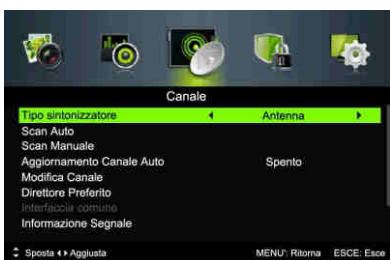 Canale
Tipo sintonizzatore Antenna
Scan Auto
Scan Manuale
Aggiornamento Canale Auto Spento
Modifica Canale
Direttore Preferito
Interfaccia comune
Informazione Segnale
Sposta Aggiusta MENU': Ritorna ESCE: Esce